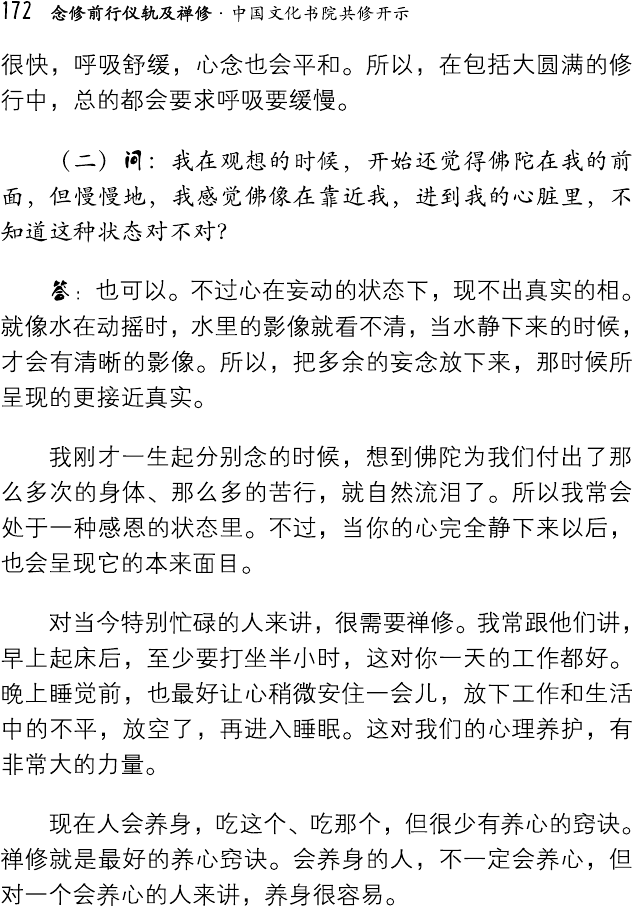 172 念修前行仪轨及禅修·中国文化书院共修开示
很快，呼吸舒缓，心念也会平和。所以，在包括大圆满的修
行中，总的都会要求呼吸要缓慢。
（二）问：我在观想的时候，开始还觉得佛陀在我的前
面，但慢慢地，我感觉佛像在靠近我，进到我的心脏里，不
知道这种状态对不对？
答：也可以。不过心在妄动的状态下，现不出真实的相。
就像水在动摇时，水里的影像就看不清，当水静下来的时候，
才会有清晰的影像。所以，把多余的妄念放下来，那时候所
呈现的更接近真实。
我刚才一生起分别念的时候，想到佛陀为我们付出了那
么多次的身体、那么多的苦行，就自然流泪了。所以我常会
处于一种感恩的状态里。不过，当你的心完全静下来以后，
也会呈现它的本来面目。
对当今特别忙碌的人来讲，很需要禅修。我常跟他们讲，
早上起床后，至少要打坐半小时，这对你一天的工作都好。
晚上睡觉前，也最好让心稍微安住一会儿，放下工作和生活
中的不平，放空了，再进入睡眠。这对我们的心理养护，有
非常大的力量。
现在人会养身，吃这个、吃那个，但很少有养心的窍诀。
禅修就是最好的养心窍诀。会养身的人，不一定会养心，但
对一个会养心的人来讲，养身很容易。